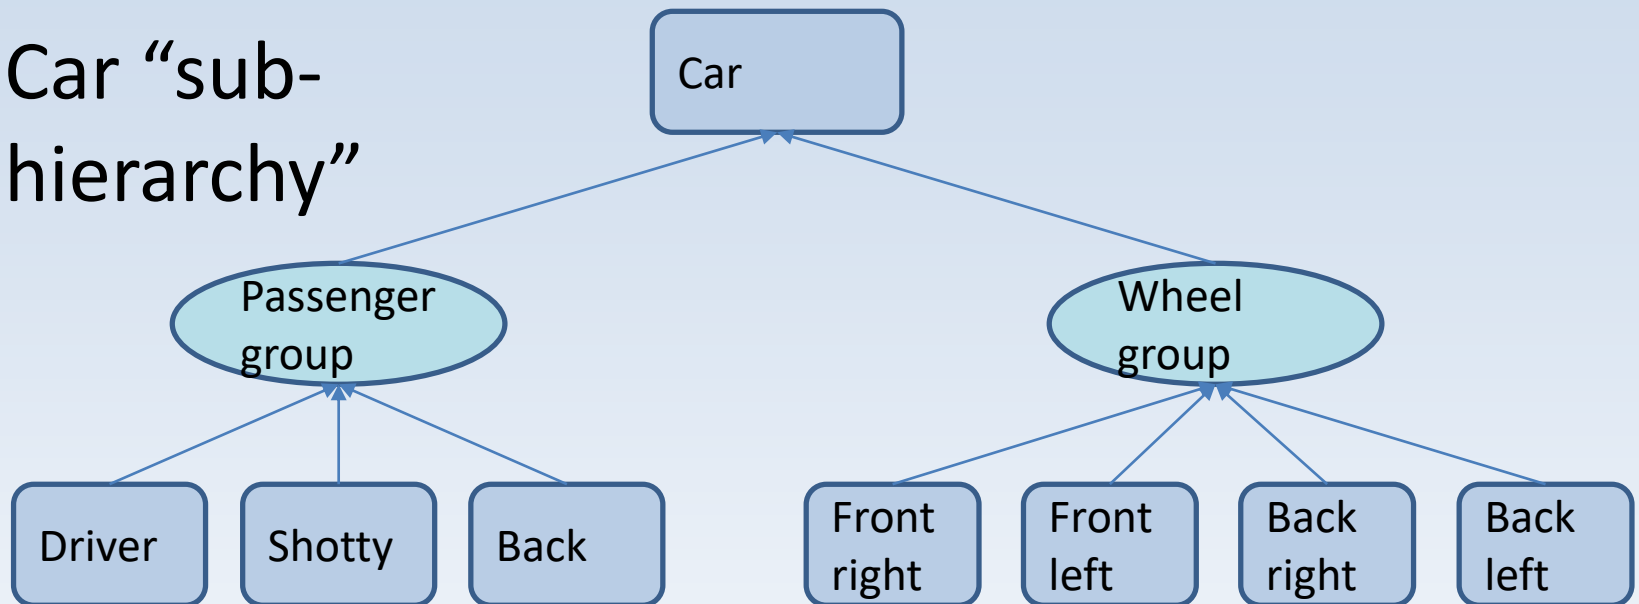 Car “sub-
hierarchy”
Car
Passenger
group
Wheel
group
Driver
Shotty
Back
Front
right
Front
left
Back
right
Back
left